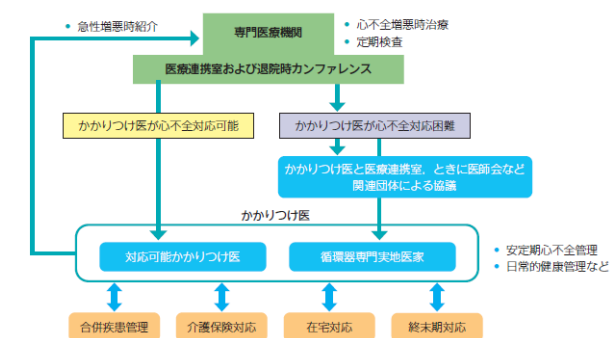 • 急性増悪時紹介
専門医療機関
• 心不全増悪時治療
• 定期検査
医療連携室および退院時カンファレンス
かかりつけ医が心不全対応可能
かかりつけ医が心不全対応困難
かかりつけ医と医療連携室，ときに医師会など
関連団体による協議
かかりつけ医
対応可能かかりつけ医
循環器専門実地医家
• 安定期心不全管理
• 日常的健康管理など
合併疾患管理
介護保険対応
在宅対応
終末期対応